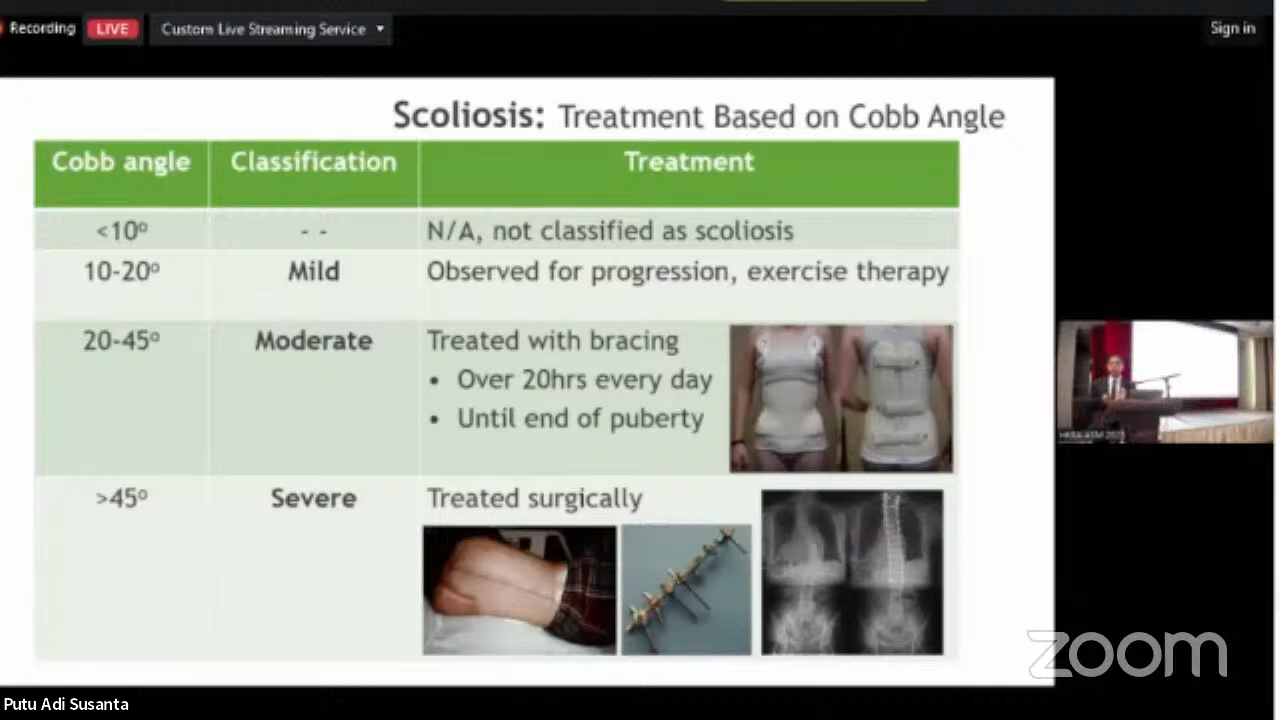 Recording
LIVE
Custom Live Streaming Service
Sign in
Scoliosis: Treatment Based on Cobb Angle
Cobb angle Classification Treatment
<10º - - N/A, not classified as scoliosis
10-20º Mild Observed for progression, exercise therapy
20-45º Moderate Treated with bracing
• Over 20hrs every day
• Until end of puberty
>45º Severe Treated surgically
zoom
Putu Adi Susanta